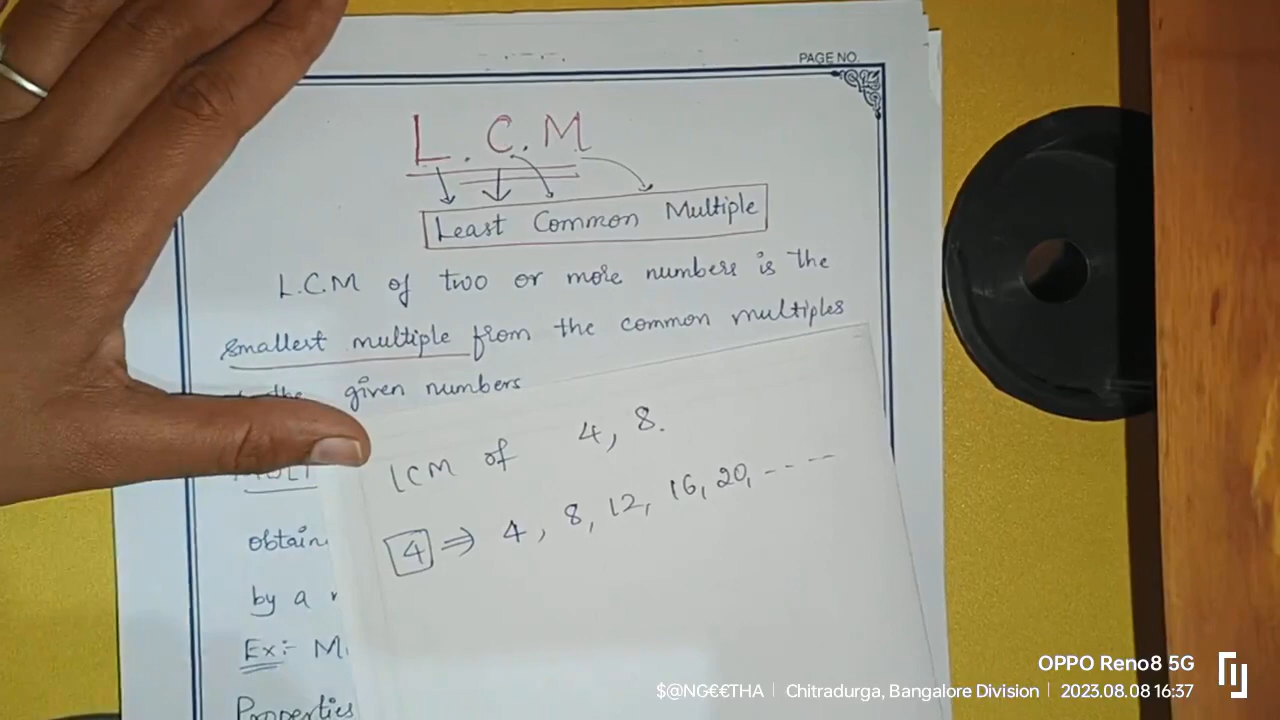 PAGE NO.
L.C.M
Least Common Multiple
L.C.M of two or more numbers is the
smallest multiple from the common multiples
the given numbers
LCM of 4, 8.
4 ⇒ 4, 8, 12, 16, 20, ----
obtain
by a
Ex:- M
Properties
OPPO Reno8 5G
$@NG€€THA | Chitradurga, Bangalore Division | 2023.08.08 16:37